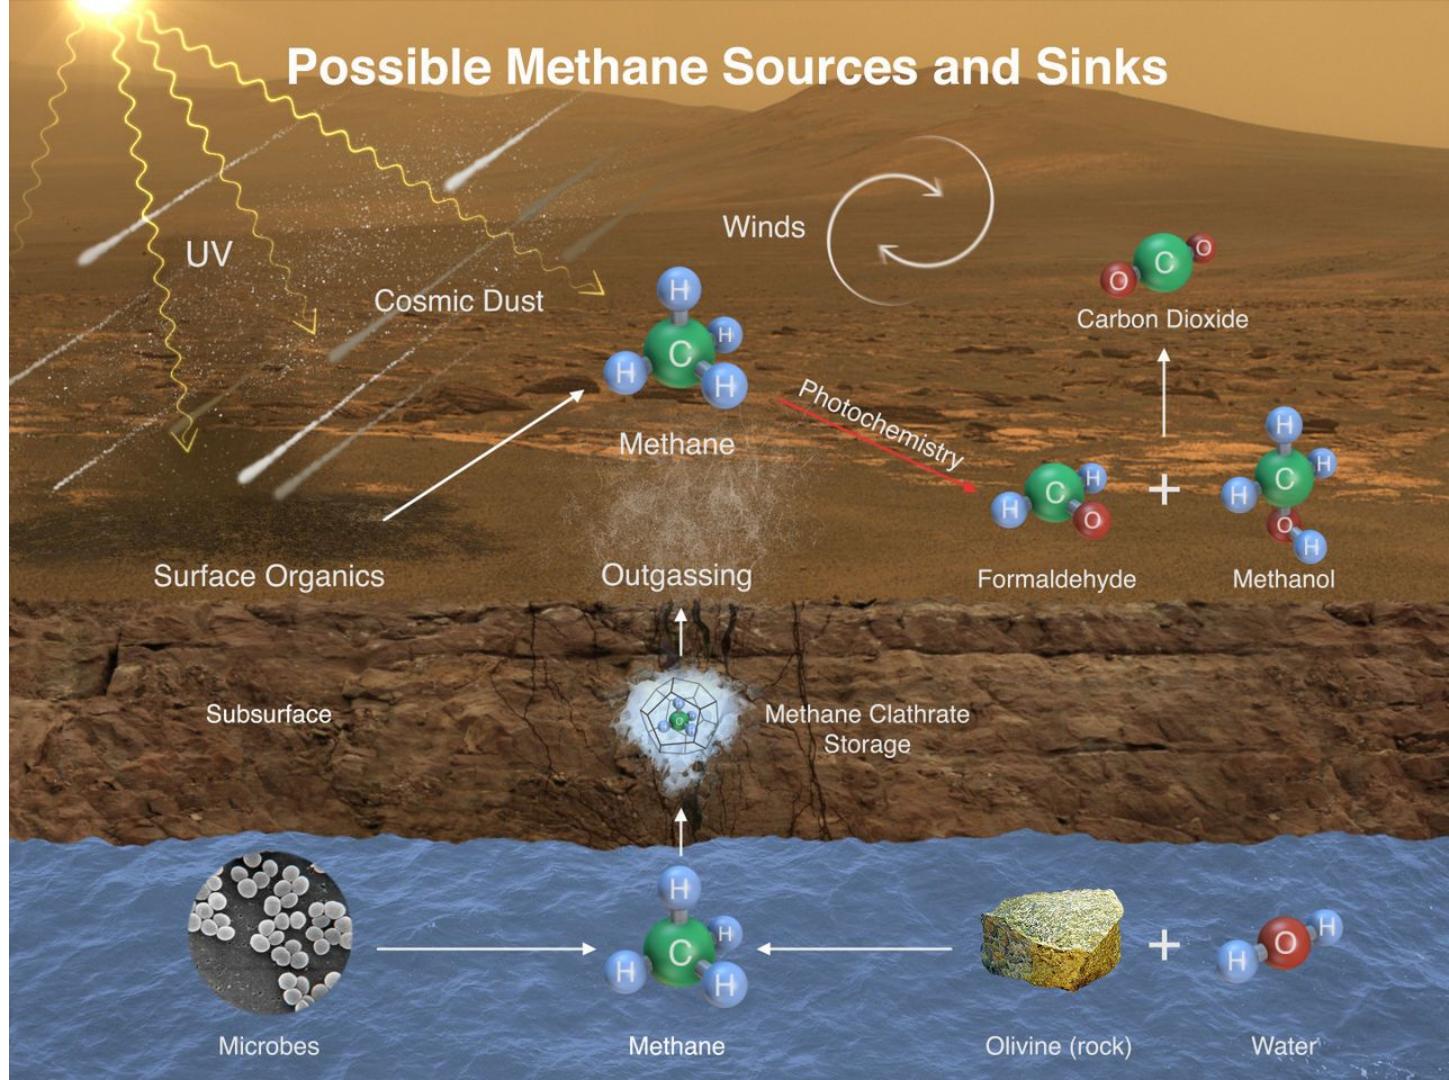 Possible Methane Sources and Sinks
UV
Cosmic Dust
Winds
H
H
C
H
H
Methane
O
C
O
Carbon Dioxide
Photochemistry
H
C
H
O
+
H
H
C
H
O
H
Surface Organics
Outgassing
Formaldehyde
Methanol
Subsurface
Methane Clathrate
Storage
H
H
C
H
H
+
H
O
H
Microbes
Methane
Olivine (rock)
Water